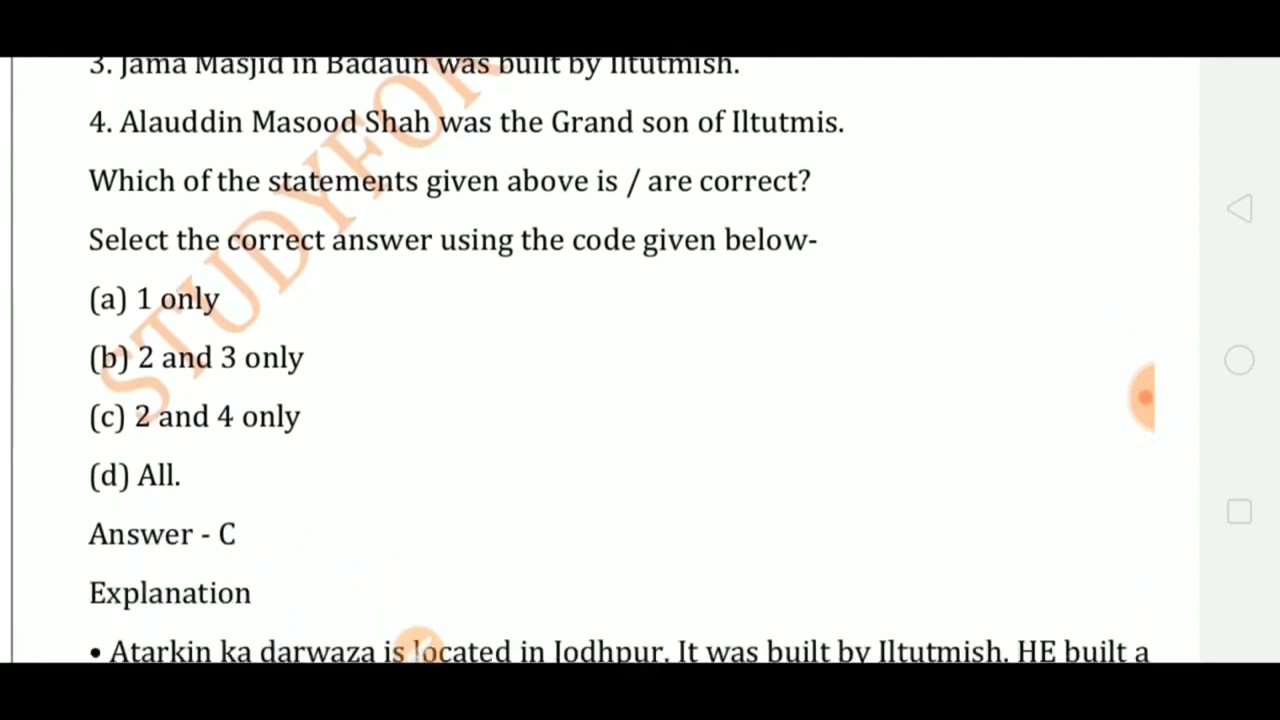 3. Jama Masjid in Badaun was built by Iltutmish.
4. Alauddin Masood Shah was the Grand son of Iltutmis.
Which of the statements given above is / are correct?
Select the correct answer using the code given below-
(a) 1 only
(b) 2 and 3 only
(c) 2 and 4 only
(d) All.
Answer - C
Explanation
• Atarkin ka darwaza is located in Jodhpur. It was built by Iltutmish. HE built a
STUDYFOR